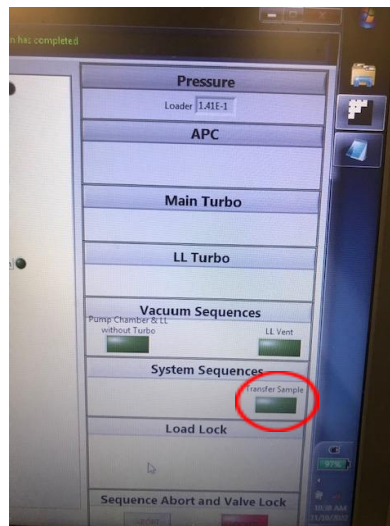 n has completed
Pressure
Loader 1.41E-1
APC
Main Turbo
LL Turbo
Vacuum Sequences
Pump Chamber & LL
without Turbo
LL Vent
System Sequences
Transfer Sample
Load Lock
97%
Sequence Abort and Valve Lock